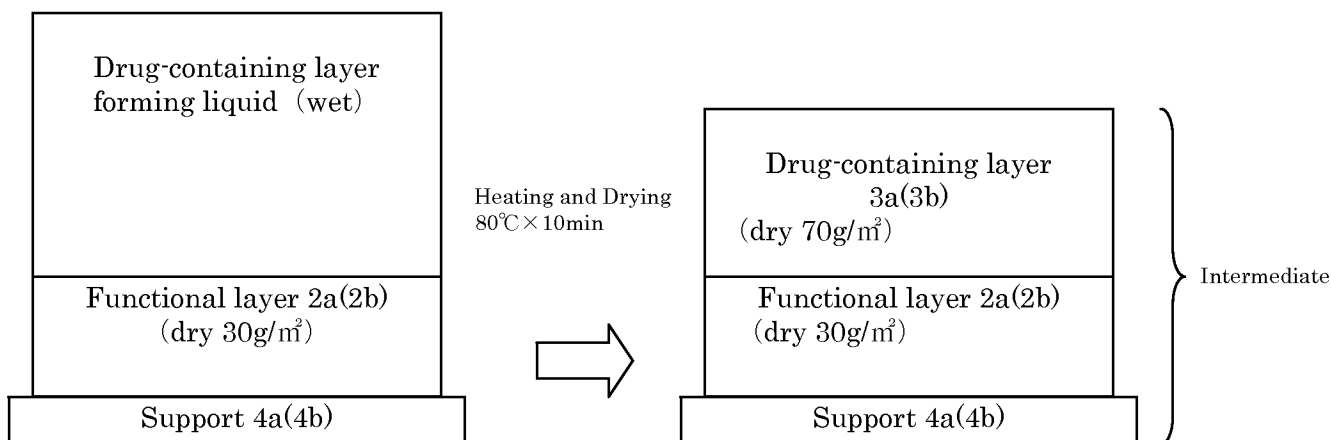 Drug-containing layer
forming liquid（wet）
Functional layer 2a(2b)
（dry 30g/㎡）
Support 4a(4b)
Heating and Drying
80℃×10min
Drug-containing layer
3a(3b)
（dry 70g/㎡）
Functional layer 2a(2b)
（dry 30g/㎡）
Support 4a(4b)
Intermediate